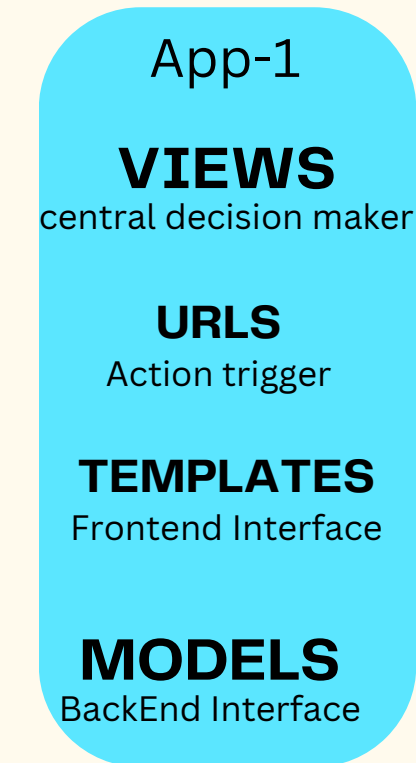 App-1
VIEWS
central decision maker
URLS
Action trigger
TEMPLATES
Frontend Interface
MODELS
BackEnd Interface